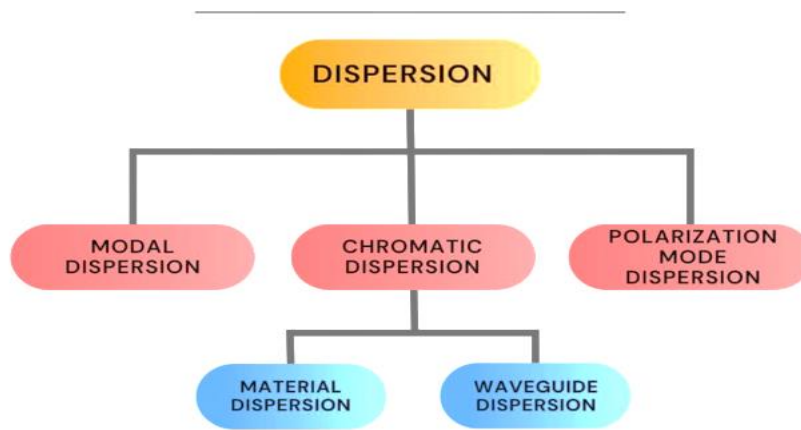 DISPERSION
MODAL
DISPERSION
CHROMATIC
DISPERSION
POLARIZATION
MODE
DISPERSION
MATERIAL
DISPERSION
WAVEGUIDE
DISPERSION